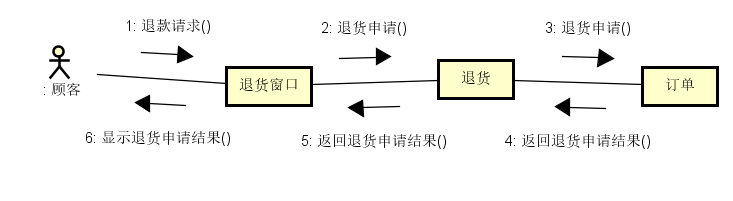 1: 退款请求()
2: 退货申请()
3: 退货申请()
: 顾客
退货窗口
退货
订单
6: 显示退货申请结果()
5: 返回退货申请结果()
4: 返回退货申请结果()